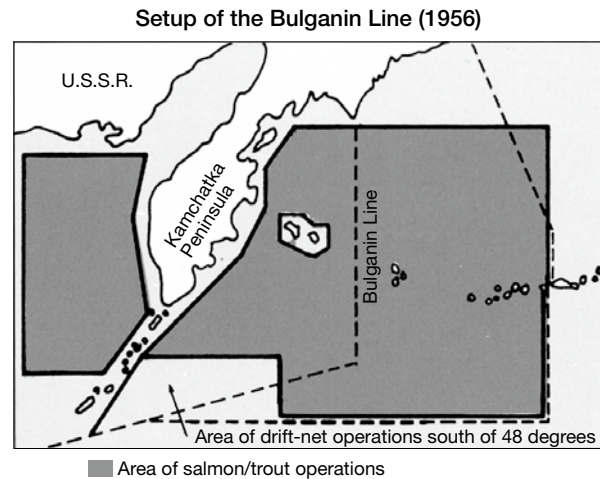 Setup of the Bulganin Line (1956)
U.S.S.R.
Kamchatka
Peninsula
Bulganin Line
Area of drift-net operations south of 48 degrees
Area of salmon/trout operations